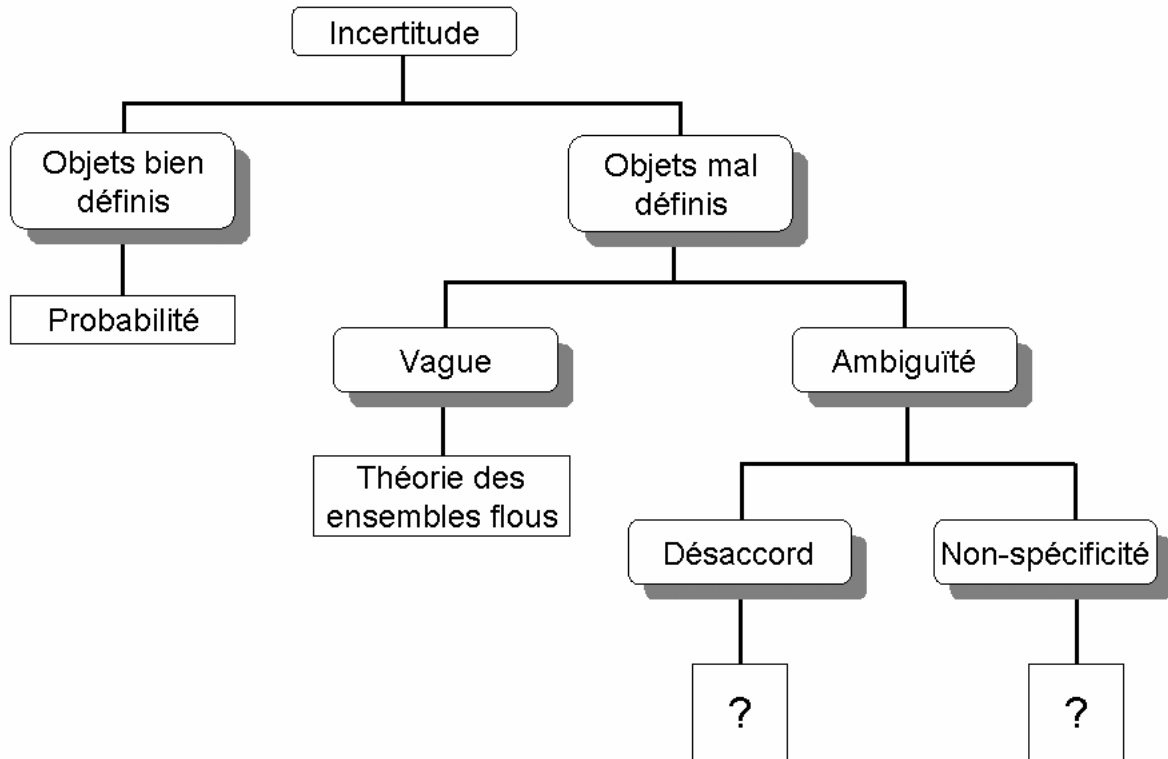 Incertitude
Objets bien
définis
Objets mal
définis
Probabilité
Vague
Ambiguïté
Théorie des
ensembles flous
Désaccord
Non-spécificité
?
?